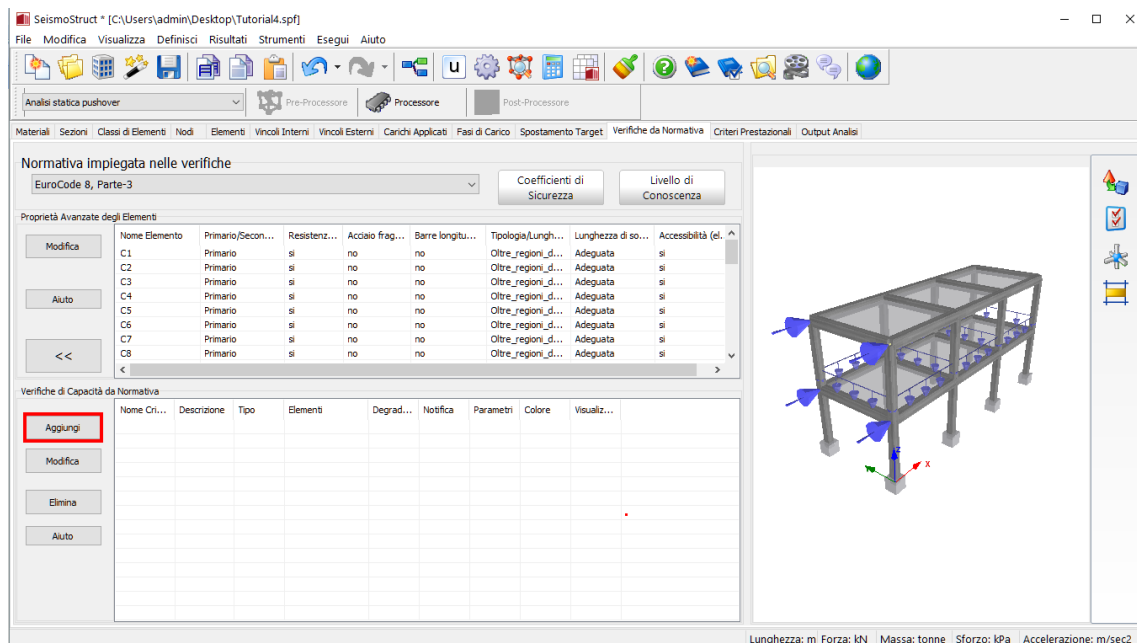 SeismoStruct * [C:\Users\admin\Desktop\Tutorial4.spf]
File Modifica Visualizza Definisci Risultati Strumenti Esegui Aiuto
u
Analisi statica pushover Pre-Processore Processore Post-Processore
Materiali Sezioni Classi di Elementi Nodi Elementi Vincoli Interni Vincoli Esterni Carichi Applicati Fasi di Carico Spostamento Target Verifiche da Normativa Criteri Prestazionali Output Analisi
Normativa impiegata nelle verifiche
EuroCode 8, Parte-3
Coefficienti di Sicurezza
Livello di Conoscenza
Proprietà Avanzate degli Elementi
Modifica
Aiuto
<<
Nome Elemento Primario/Secon... Resistenz... Acciaio frag... Barre longitu... Tipologia/Lungh... Lunghezza di so... Accessibilità (el.
C1 Primario si no no Oltre_regioni_d... Adeguata si
C2 Primario si no no Oltre_regioni_d... Adeguata si
C3 Primario si no no Oltre_regioni_d... Adeguata si
C4 Primario si no no Oltre_regioni_d... Adeguata si
C5 Primario si no no Oltre_regioni_d... Adeguata si
C6 Primario si no no Oltre_regioni_d... Adeguata si
C7 Primario si no no Oltre_regioni_d... Adeguata si
C8 Primario si no no Oltre_regioni_d... Adeguata si
Verifiche di Capacità da Normativa
Aggiungi
Modifica
Elimina
Aiuto
Nome Cri... Descrizione Tipo Elementi Degrad... Notifica Parametri Colore Visualiz...
z
x
Lunghezza: m Forza: kN Massa: tonne Sforzo: kPa Accelerazione: m/sec2